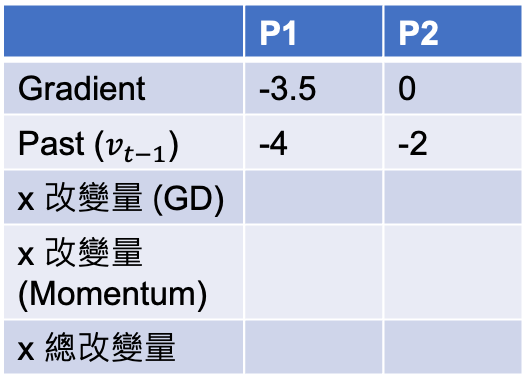 P1 P2
Gradient -3.5 0
Past (𝑣ₜ₋₁) -4 -2
x 改變量 (GD)
x 改變量
(Momentum)
x 總改變量